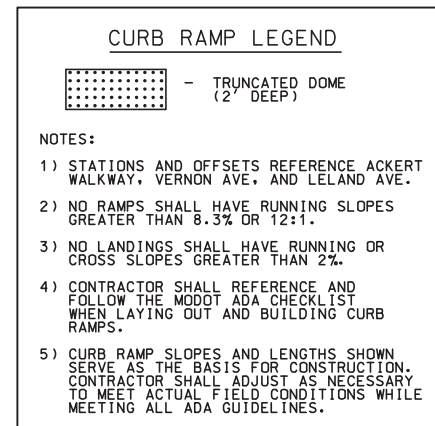 CURB RAMP LEGEND
- TRUNCATED DOME
(2' DEEP)
NOTES:
1) STATIONS AND OFFSETS REFERENCE ACKERT
WALKWAY, VERNON AVE, AND LELAND AVE.
2) NO RAMPS SHALL HAVE RUNNING SLOPES
GREATER THAN 8.3% OR 12:1.
3) NO LANDINGS SHALL HAVE RUNNING OR
CROSS SLOPES GREATER THAN 2%.
4) CONTRACTOR SHALL REFERENCE AND
FOLLOW THE MODOT ADA CHECKLIST
WHEN LAYING OUT AND BUILDING CURB
RAMPS.
5) CURB RAMP SLOPES AND LENGTHS SHOWN
SERVE AS THE BASIS FOR CONSTRUCTION.
CONTRACTOR SHALL ADJUST AS NECESSARY
TO MEET ACTUAL FIELD CONDITIONS WHILE
MEETING ALL ADA GUIDELINES.